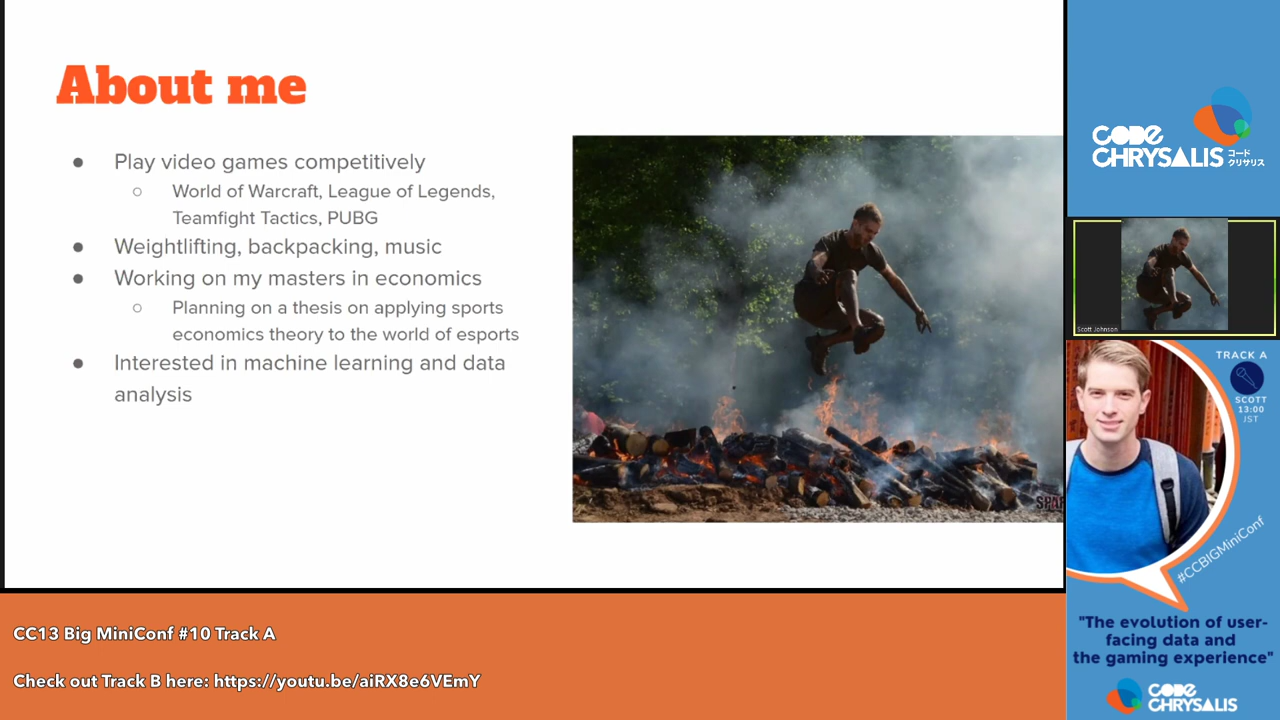 About me
● Play video games competitively
○ World of Warcraft, League of Legends,
Teamfight Tactics, PUBG
● Weightlifting, backpacking, music
● Working on my masters in economics
○ Planning on a thesis on applying sports
economics theory to the world of esports
● Interested in machine learning and data
analysis
SPAR
CODE
CHRYSALIS
コード
クリサリス
Scott Johnson
TRACK A
SCOTT
13:00
JST
#CCBIGMiniConf
"The evolution of user-
facing data and
the gaming experience"
CODE
CHRYSALIS
CC13 Big MiniConf #10 Track A
Check out Track B here: https://youtu.be/aiRX8e6VEmY